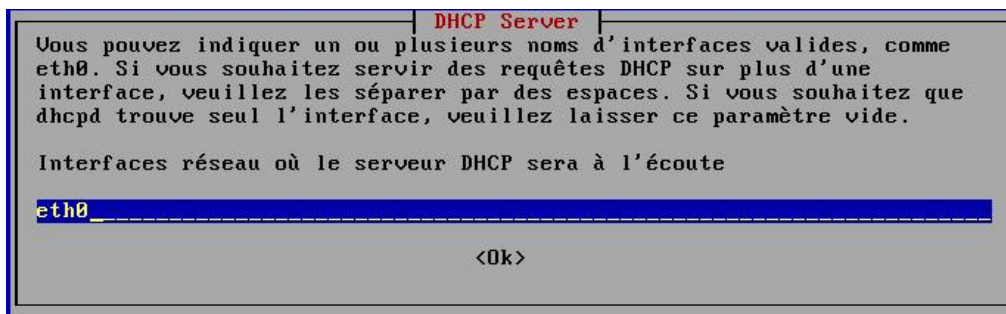 DHCP Server
Vous pouvez indiquer un ou plusieurs noms d'interfaces valides, comme
eth0. Si vous souhaitez servir des requêtes DHCP sur plus d'une
interface, veuillez les séparer par des espaces. Si vous souhaitez que
dhcpd trouve seul l'interface, veuillez laisser ce paramètre vide.
Interfaces réseau où le serveur DHCP sera à l'écoute
eth0
<Ok>